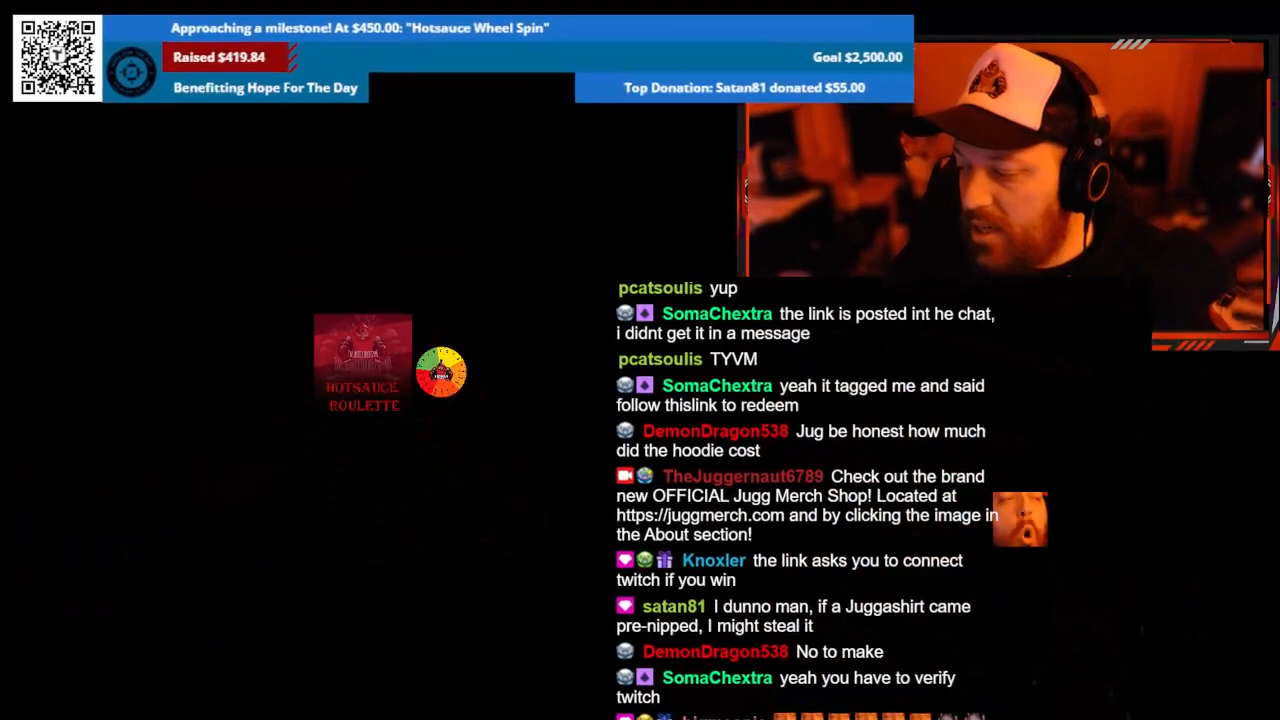 Approaching a milestone! At $450.00: "Hotsauce Wheel Spin"
Raised $419.84
Goal $2,500.00
Benefitting Hope For The Day
Top Donation: Satan81 donated $55.00
pcatsoulis yup
SomaChextra the link is posted int he chat,
i didnt get it in a message
pcatsoulis TYVM
SomaChextra yeah it tagged me and said
follow thislink to redeem
DemonDragon538 Jug be honest how much
did the hoodie cost
TheJuggernaut6789 Check out the brand
new OFFICIAL Jugg Merch Shop! Located at
https://juggmerch.com and by clicking the image in
the About section!
Knoxler the link asks you to connect
twitch if you win
satan81 I dunno man, if a Juggashirt came
pre-nipped, I might steal it
DemonDragon538 No to make
SomaChextra yeah you have to verify
twitch
HOTSAUCE
ROULETTE